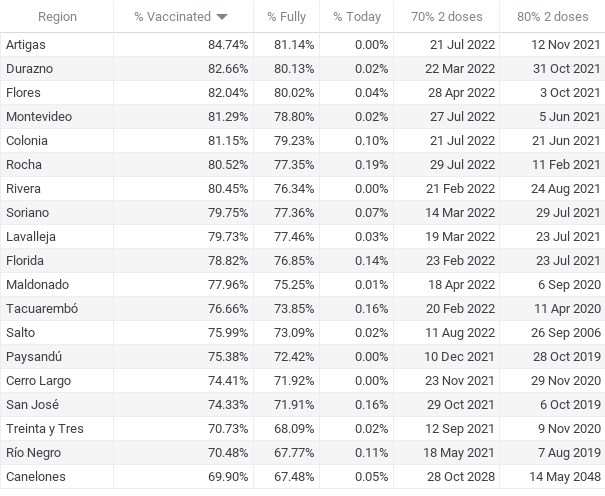 Region % Vaccinated % Fully % Today 70% 2 doses 80% 2 doses
Artigas 84.74% 81.14% 0.00% 21 Jul 2022 12 Nov 2021
Durazno 82.66% 80.13% 0.02% 22 Mar 2022 31 Oct 2021
Flores 82.04% 80.02% 0.04% 28 Apr 2022 3 Oct 2021
Montevideo 81.29% 78.80% 0.02% 27 Jul 2022 5 Jun 2021
Colonia 81.15% 79.23% 0.10% 21 Jul 2022 21 Jun 2021
Rocha 80.52% 77.35% 0.19% 29 Jul 2022 11 Feb 2021
Rivera 80.45% 76.34% 0.00% 21 Feb 2022 24 Aug 2021
Soriano 79.75% 77.36% 0.07% 14 Mar 2022 29 Jul 2021
Lavalleja 79.73% 77.46% 0.03% 19 Mar 2022 23 Jul 2021
Florida 78.82% 76.85% 0.14% 23 Feb 2022 23 Jul 2021
Maldonado 77.96% 75.25% 0.01% 18 Apr 2022 6 Sep 2020
Tacuarembó 76.66% 73.85% 0.16% 20 Feb 2022 11 Apr 2020
Salto 75.99% 73.09% 0.02% 11 Aug 2022 26 Sep 2006
Paysandú 75.38% 72.42% 0.00% 10 Dec 2021 28 Oct 2019
Cerro Largo 74.41% 71.92% 0.00% 23 Nov 2021 29 Nov 2020
San José 74.33% 71.91% 0.16% 29 Oct 2021 6 Oct 2019
Treinta y Tres 70.73% 68.09% 0.02% 12 Sep 2021 9 Nov 2020
Río Negro 70.48% 67.77% 0.11% 18 May 2021 7 Aug 2019
Canelones 69.90% 67.48% 0.05% 28 Oct 2028 14 May 2048